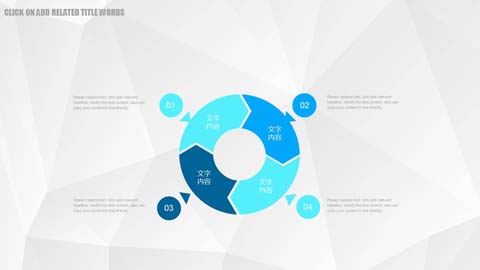 CLICK ON ADD RELATED TITLE WORDS
Please replace text, click add relevant
headline, modify the text content, also can
copy your content to this directly.
01
文字
内容
02
文字
内容
Please replace text, click add relevant
headline, modify the text content, also can
copy your content to this directly.
Please replace text, click add relevant
headline, modify the text content, also can
copy your content to this directly.
03
文字
内容
04
文字
内容
Please replace text, click add relevant
headline, modify the text content, also can
copy your content to this directly.